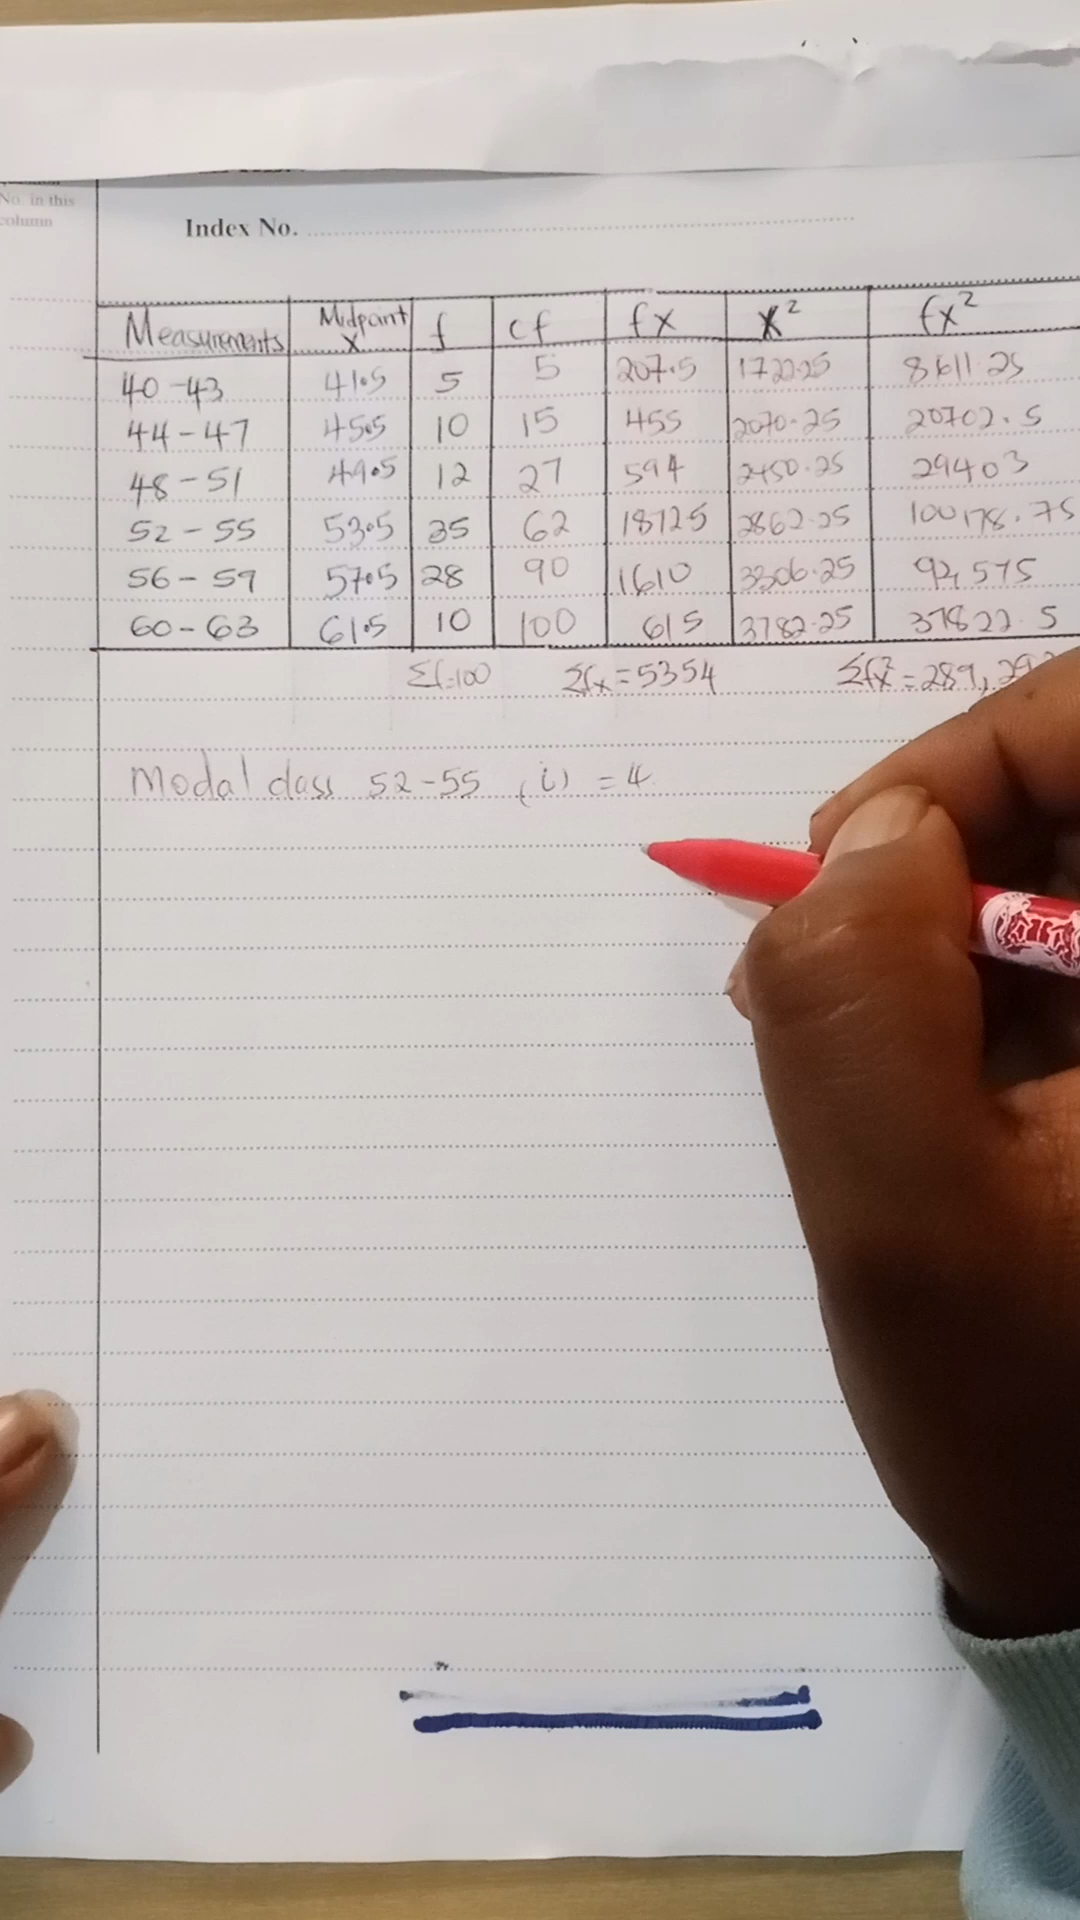 No. in this
column
Index No.
Measurements Midpoint x f cf fx x² fx²
40-43 41.5 5 5 207.5 1722.25 8611.25
44-47 45.5 10 15 455 2070.25 20702.5
48-51 49.5 12 27 594 2450.25 29403
52-55 53.5 35 62 1872.5 2862.25 100178.75
56-59 57.5 28 90 1610 3306.25 92,575
60-63 61.5 10 100 615 3782.25 37822.5
Σf=100 Σfx=5354 Σfx²=289,29
Modal class 52-55 (i) = 4